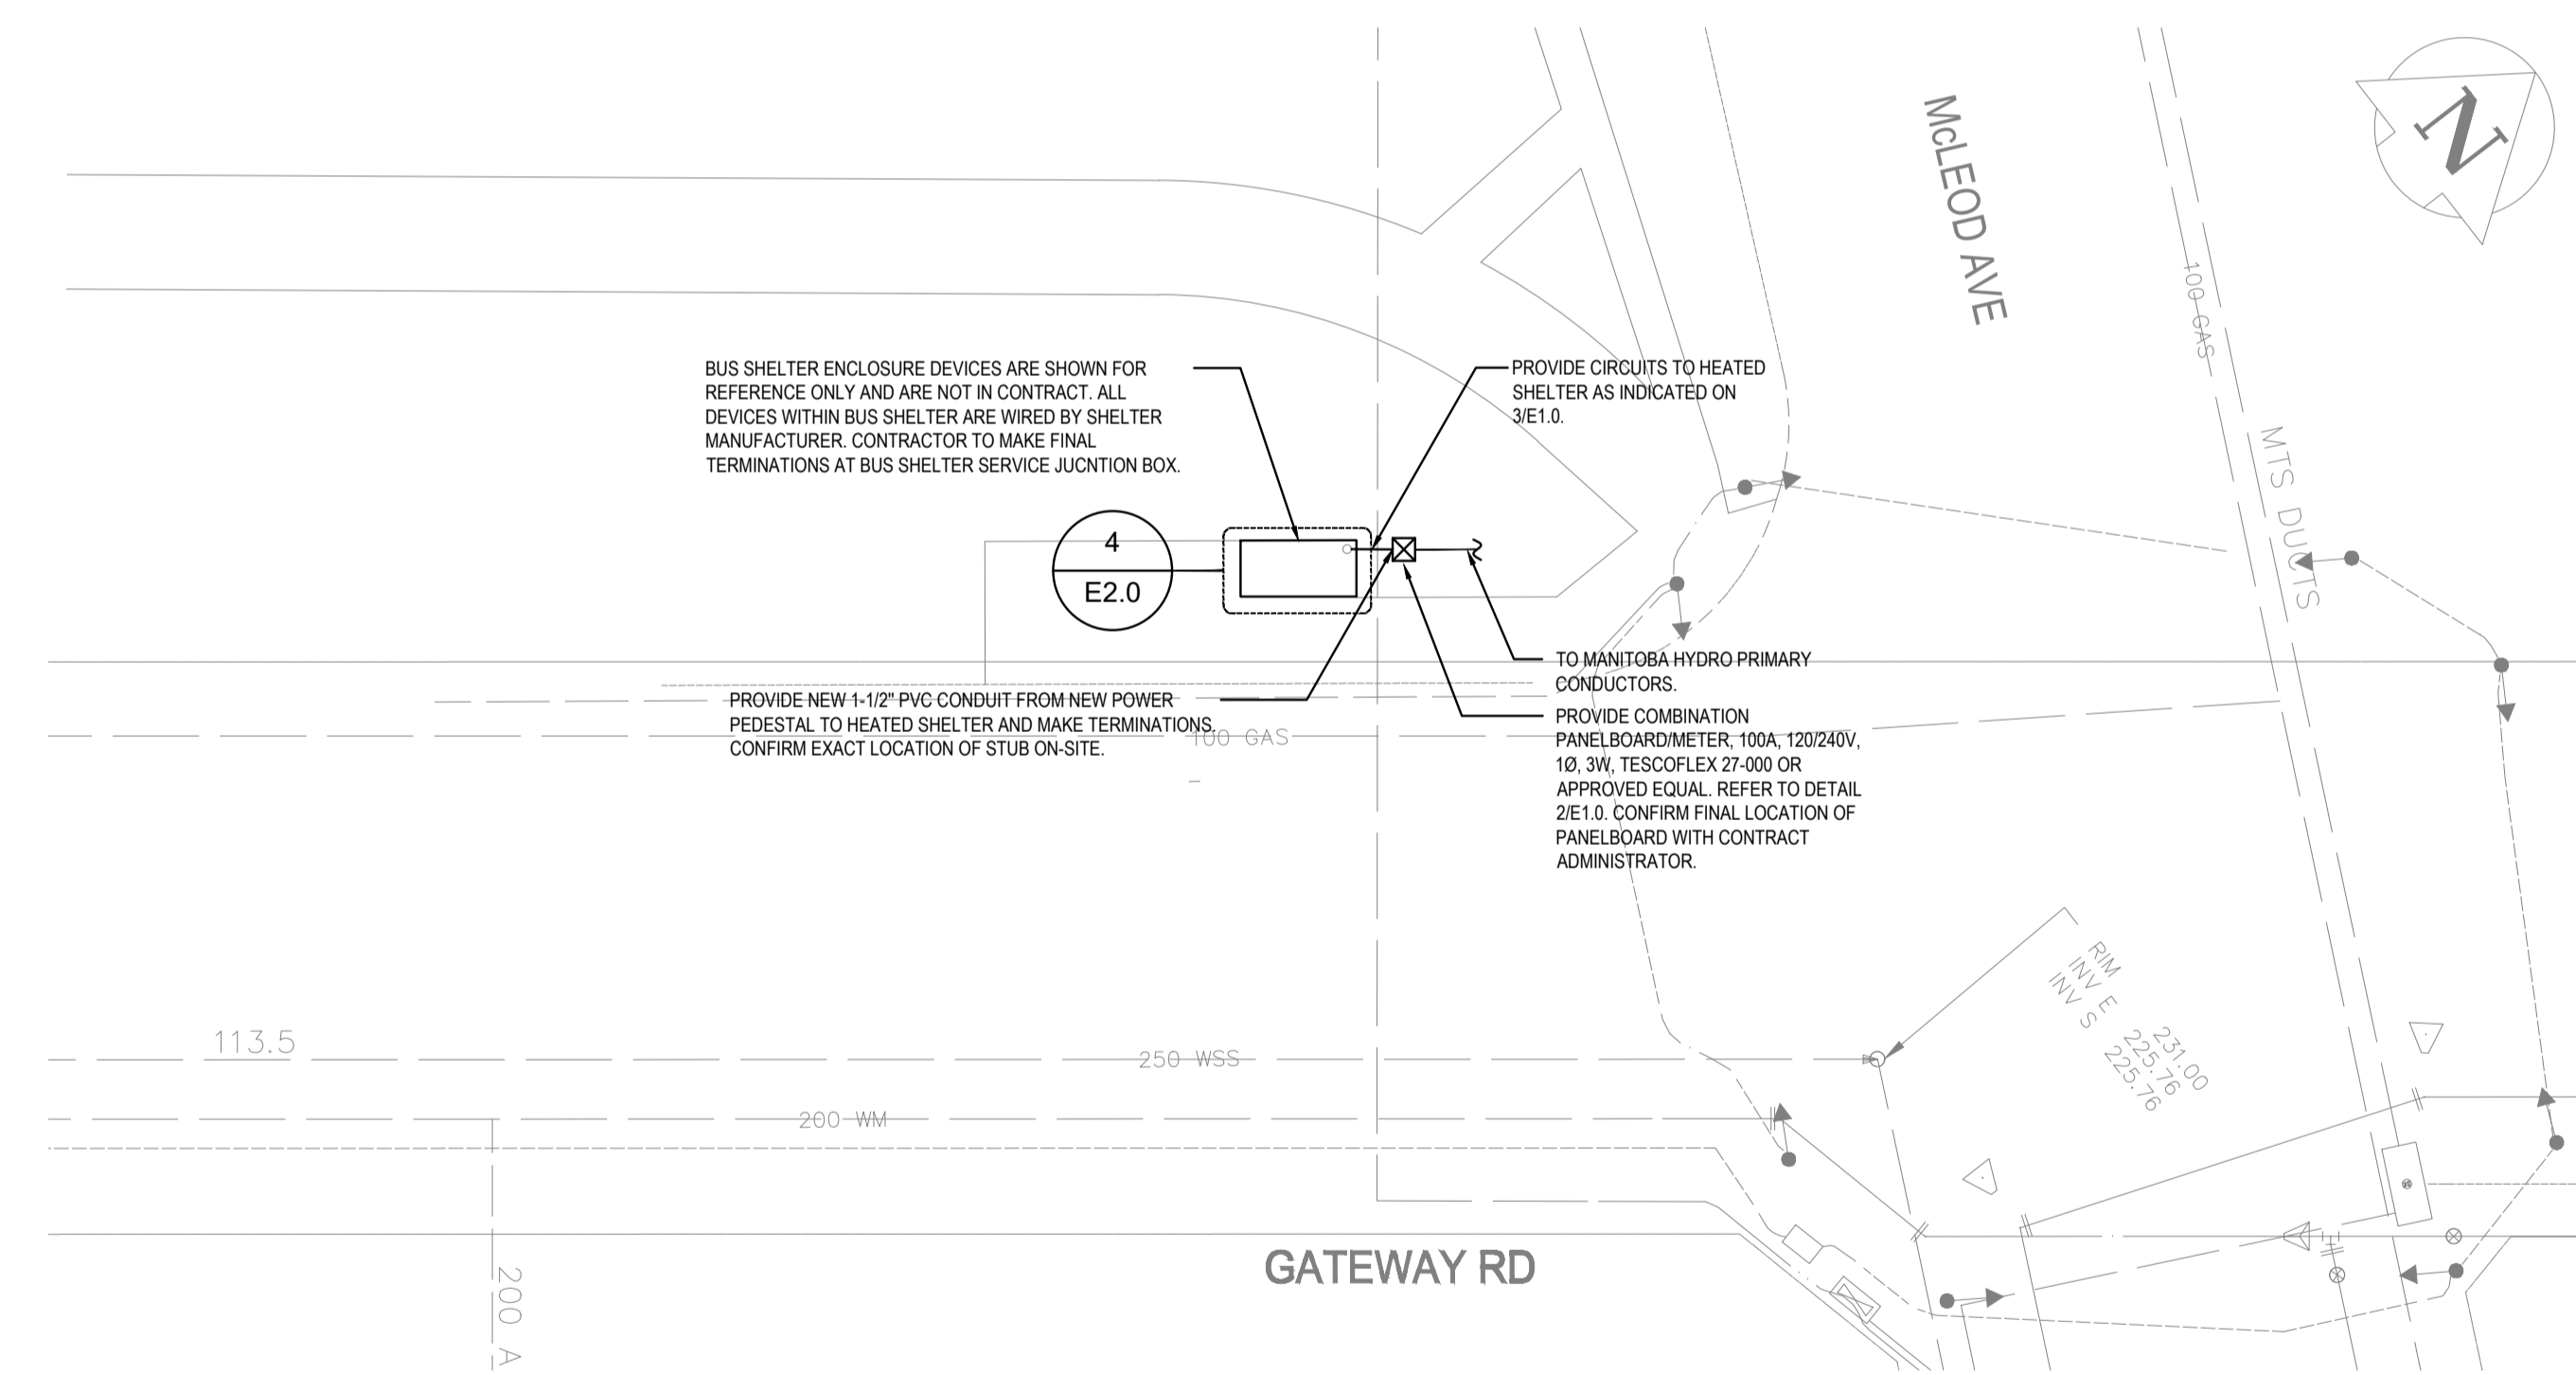 N
McLEOD AVE
100 GAS
BUS SHELTER ENCLOSURE DEVICES ARE SHOWN FOR
REFERENCE ONLY AND ARE NOT IN CONTRACT. ALL
DEVICES WITHIN BUS SHELTER ARE WIRED BY SHELTER
MANUFACTURER. CONTRACTOR TO MAKE FINAL
TERMINATIONS AT BUS SHELTER SERVICE JUCNTION BOX.
PROVIDE CIRCUITS TO HEATED
SHELTER AS INDICATED ON
3/E1.0.
MTS DUCTS
4
E2.0
TO MANITOBA HYDRO PRIMARY
CONDUCTORS.
PROVIDE NEW 1-1/2" PVC CONDUIT FROM NEW POWER
PEDESTAL TO HEATED SHELTER AND MAKE TERMINATIONS.
CONFIRM EXACT LOCATION OF STUB ON-SITE.
100 GAS
PROVIDE COMBINATION
PANELBOARD/METER, 100A, 120/240V,
1Ø, 3W, TESCOFLEX 27-000 OR
APPROVED EQUAL. REFER TO DETAIL
2/E1.0. CONFIRM FINAL LOCATION OF
PANELBOARD WITH CONTRACT
ADMINISTRATOR.
RIM 231.00
INV E 225.76
INV S 225.76
113.5
250 WSS
200 WM
GATEWAY RD
200 A